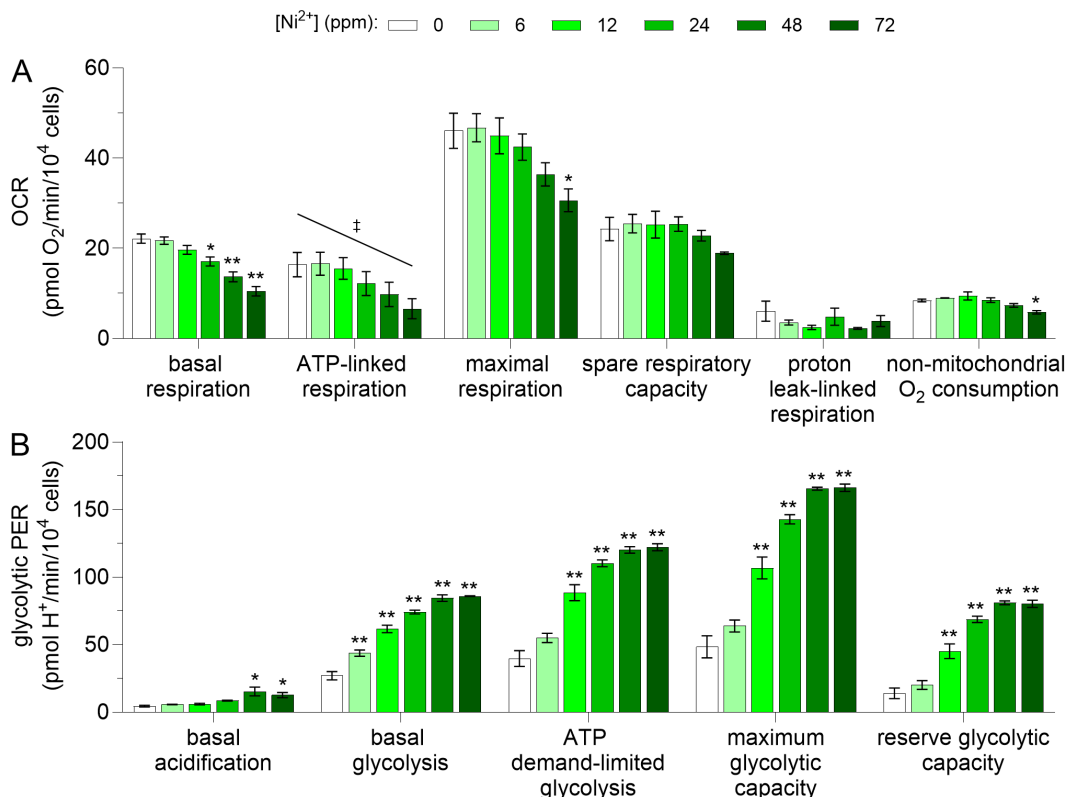 [Ni²⁺] (ppm): 0 6 12 24 48 72
A
OCR
(pmol O₂/min/10⁴ cells)
60
40
20
0
* ** **
‡
*
*
basal
respiration
ATP-linked
respiration
maximal
respiration
spare respiratory
capacity
proton
leak-linked
respiration
non-mitochondrial
O₂ consumption
B
glycolytic PER
(pmol H⁺/min/10⁴ cells)
200
150
100
50
0
* *
** ** ** ** **
** ** ** **
** ** ** **
** ** ** **
basal
acidification
basal
glycolysis
ATP
demand-limited
glycolysis
maximum
glycolytic
capacity
reserve glycolytic
capacity